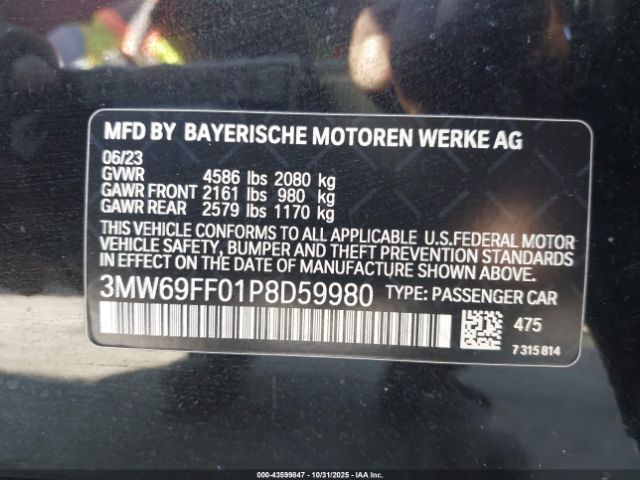 MFD BY BAYERISCHE MOTOREN WERKE AG
06/23
GVWR 4586 lbs 2080 kg
GAWR FRONT 2161 lbs 980 kg
GAWR REAR 2579 lbs 1170 kg
THIS VEHICLE CONFORMS TO ALL APPLICABLE U.S.FEDERAL MOTOR
VEHICLE SAFETY, BUMPER AND THEFT PREVENTION STANDARDS
IN EFFECT ON THE DATE OF MANUFACTURE SHOWN ABOVE.
3MW69FF01P8D59980 TYPE: PASSENGER CAR
475
7 315 814
000-43599847 • 10/31/2025 • IAA Inc.